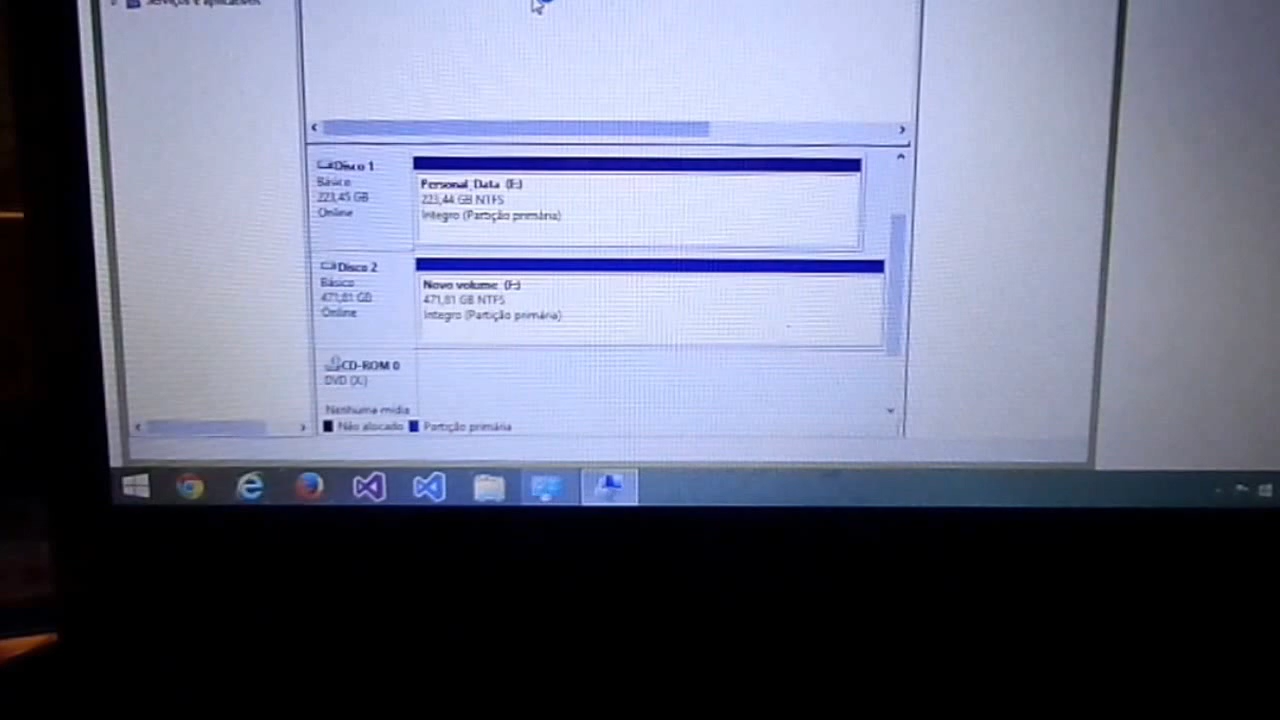 Serviços e Aplicativos
Disco 1
Básico
223,45 GB
Online
Personal_Data (E:)
223,44 GB NTFS
Íntegro (Partição primária)
Disco 2
Básico
471,81 GB
Online
Novo volume (F:)
471,81 GB NTFS
Íntegro (Partição primária)
CD-ROM 0
DVD (X:)
Nenhuma mídia
Não alocado
Partição primária